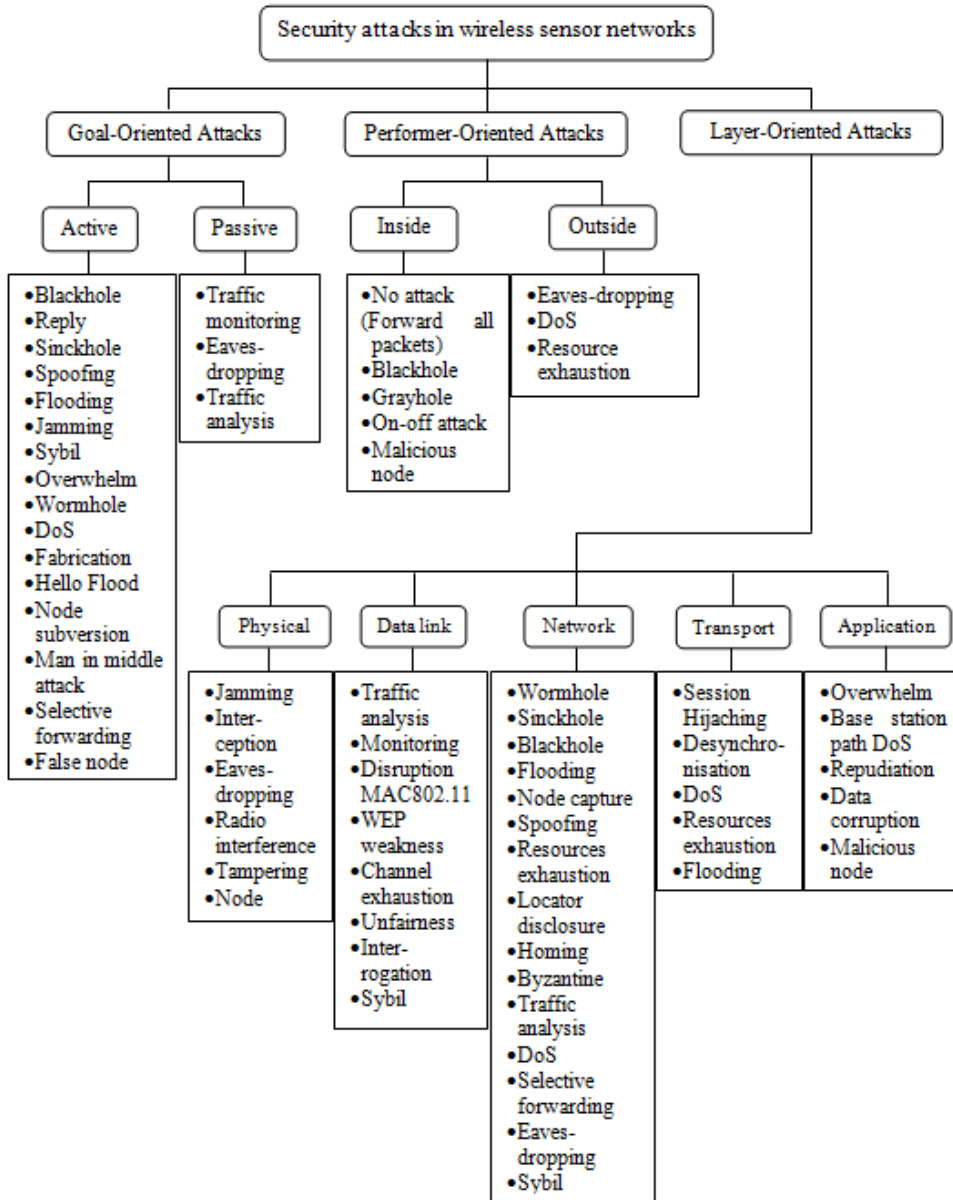 Security attacks in wireless sensor networks
Goal-Oriented Attacks
Performer-Oriented Attacks
Layer-Oriented Attacks
Active
Passive
Inside
Outside
•Blackhole
•Reply
•Sinckhole
•Spoofing
•Flooding
•Jamming
•Sybil
•Overwhelm
•Wormhole
•DoS
•Fabrication
•Hello Flood
•Node
subversion
•Man in middle
attack
•Selective
forwarding
•False node
•Traffic
monitoring
•Eaves-
dropping
•Traffic
analysis
•No attack
(Forward all
packets)
•Blackhole
•Grayhole
•On-off attack
•Malicious
node
•Eaves-dropping
•DoS
•Resource
exhaustion
Physical
Data link
Network
Transport
Application
•Jamming
•Inter-
ception
•Eaves-
dropping
•Radio
interference
•Tampering
•Node
•Traffic
analysis
•Monitoring
•Disruption
MAC802.11
•WEP
weakness
•Channel
exhaustion
•Unfairness
•Inter-
rogation
•Sybil
•Wormhole
•Sinckhole
•Blackhole
•Flooding
•Node capture
•Spoofing
•Resources
exhaustion
•Locator
disclosure
•Homing
•Byzantine
•Traffic
analysis
•DoS
•Selective
forwarding
•Eaves-
dropping
•Sybil
•Session
Hijaching
•Desynchro-
nisation
•DoS
•Resources
exhaustion
•Flooding
•Overwhelm
•Base station
path DoS
•Repudiation
•Data
corruption
•Malicious
node